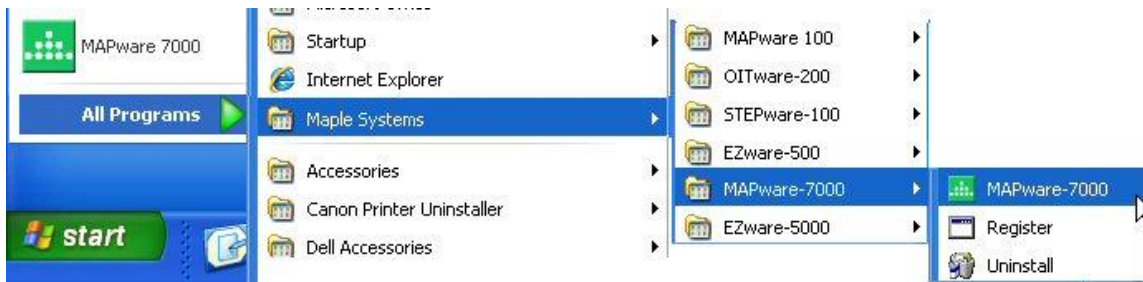 MAPware 7000
All Programs
start
Startup
Internet Explorer
Maple Systems
Accessories
Canon Printer Uninstaller
Dell Accessories
MAPware 100
OITware-200
STEPware-100
EZware-500
MAPware-7000
EZware-5000
MAPware-7000
Register
Uninstall